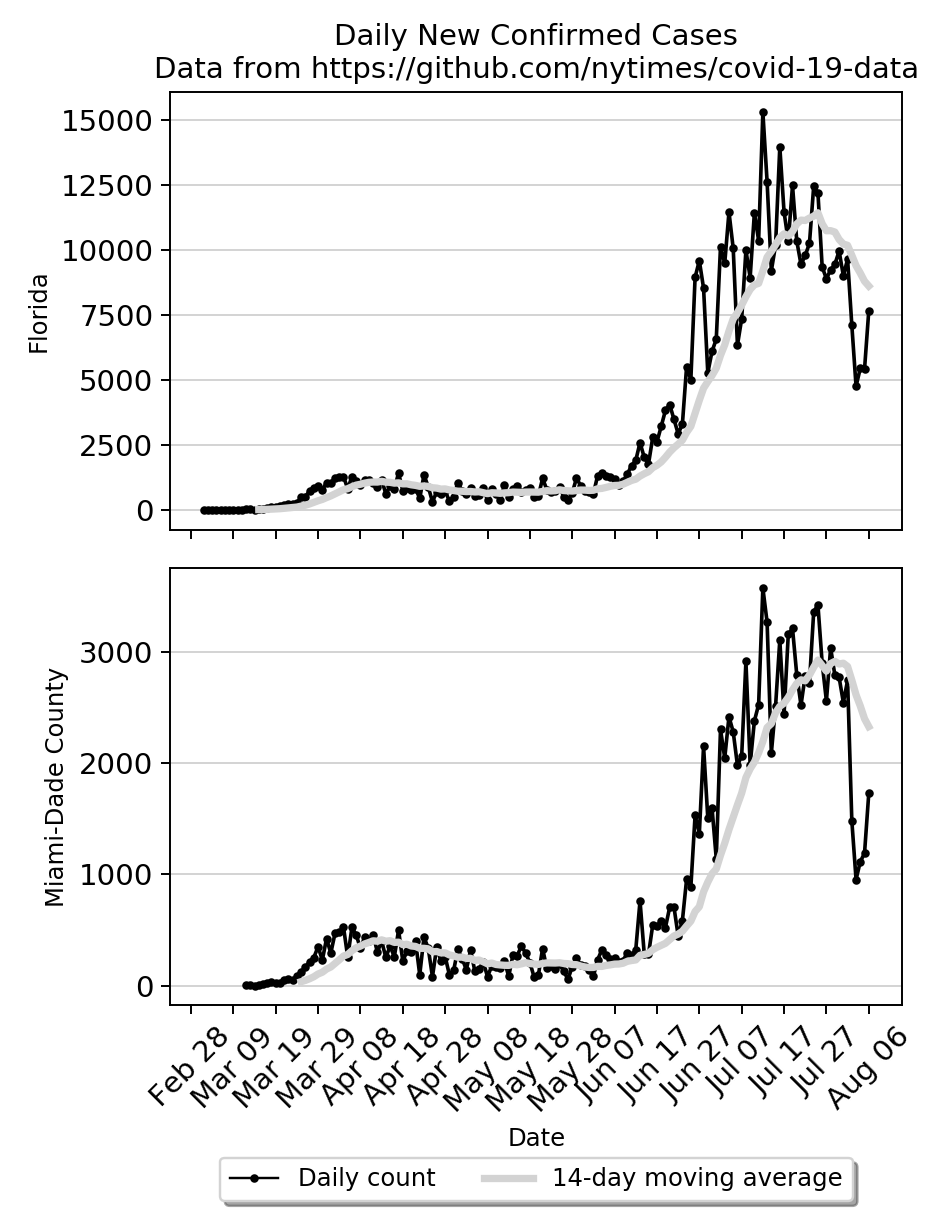 Daily New Confirmed Cases
Data from https://github.com/nytimes/covid-19-data
15000
12500
10000
7500
5000
2500
0
Florida
3000
2000
1000
0
Miami-Dade County
Feb 28
Mar 09
Mar 19
Mar 29
Apr 08
Apr 18
Apr 28
May 08
May 18
May 28
Jun 07
Jun 17
Jun 27
Jul 07
Jul 17
Jul 27
Aug 06
Date
Daily count
14-day moving average